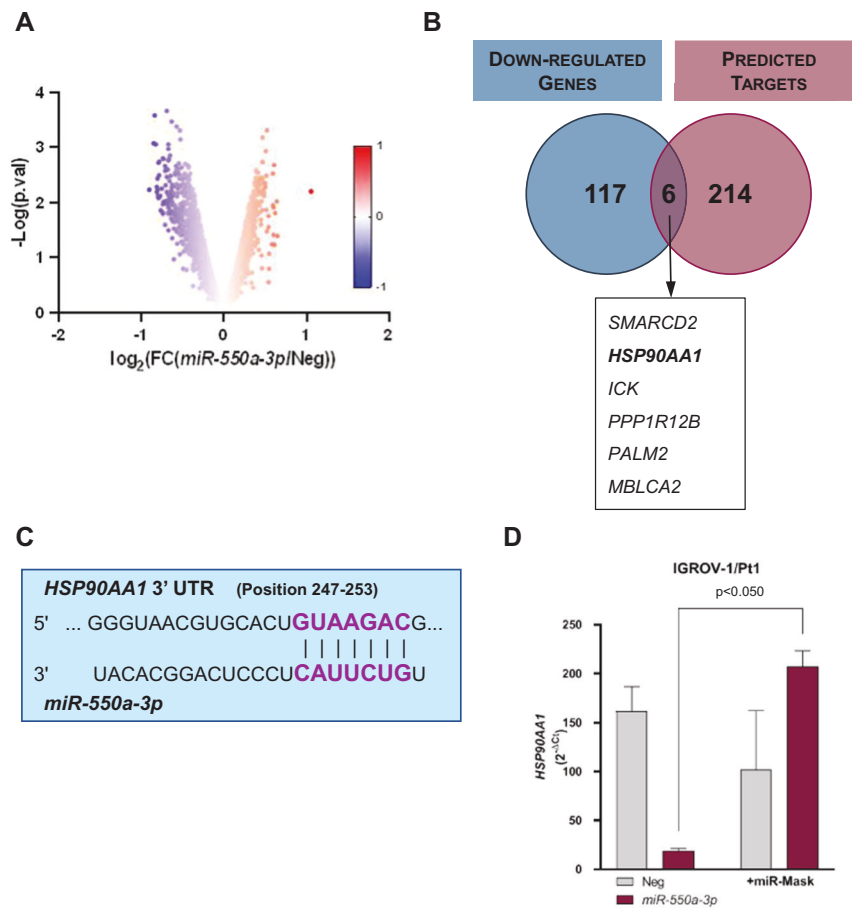 A
4
3
2
1
0
-Log(p.val)
-2
-1
0
1
2
log2(FC(miR-550a-3p/Neg))
1
0
-1
B
DOWN-REGULATED
GENES
PREDICTED
TARGETS
117
6
214
SMARCD2
HSP90AA1
ICK
PPP1R12B
PALM2
MBLCA2
C
HSP90AA1 3' UTR (Position 247-253)
5' ... GGGUAACGUGCACUGUAAGACG...
3' UACACGGACUCCCUCAUUCUGU
miR-550a-3p
D
IGROV-1/Pt1
p<0.050
250
200
150
100
50
0
HSP90AA1
(2-ΔCt)
Neg
miR-550a-3p
+miR-Mask